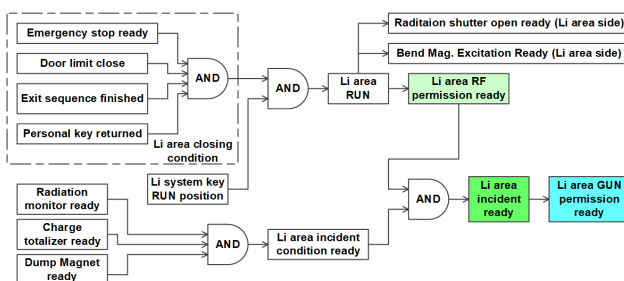 Emergency stop ready
Door limit close
Exit sequence finished
Personal key returned
AND
Li area closing
condition
Li system key
RUN position
AND
Li area
RUN
Raditaion shutter open ready (Li area side)
Bend Mag. Excitation Ready (Li area side)
Li area RF
permission ready
Radiation
monitor ready
Charge
totalizer ready
Dump Magnet
ready
AND
Li area incident
condition ready
AND
Li area
incident
ready
Li area GUN
permission
ready